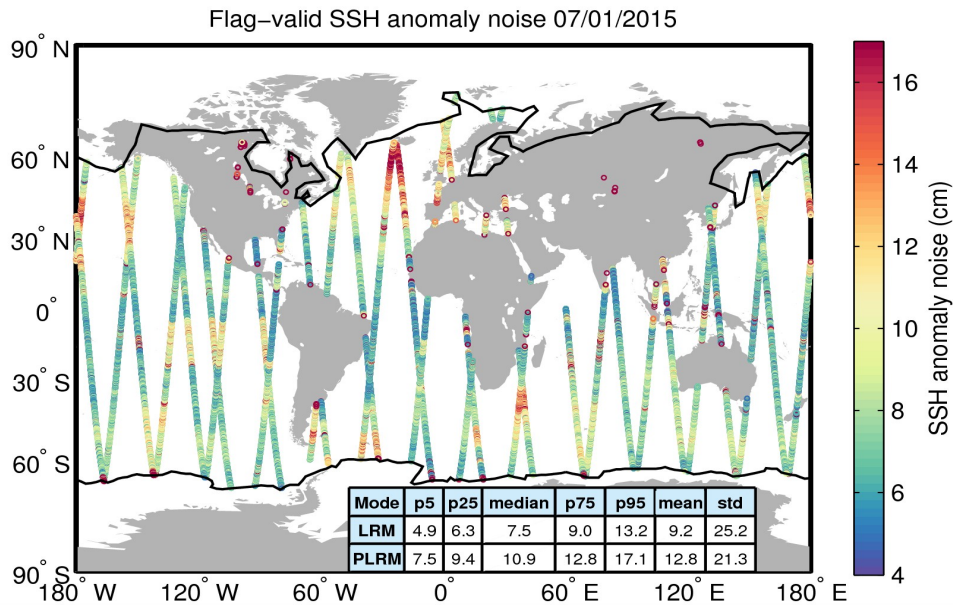 Flag-valid SSH anomaly noise 07/01/2015
90° N
60° N
30° N
0°
30° S
60° S
90° S
180° W
120° W
60° W
0°
60° E
120° E
180° E
Mode p5 p25 median p75 p95 mean std
LRM 4.9 6.3 7.5 9.0 13.2 9.2 25.2
PLRM 7.5 9.4 10.9 12.8 17.1 12.8 21.3
16
14
12
10
8
6
4
SSH anomaly noise (cm)